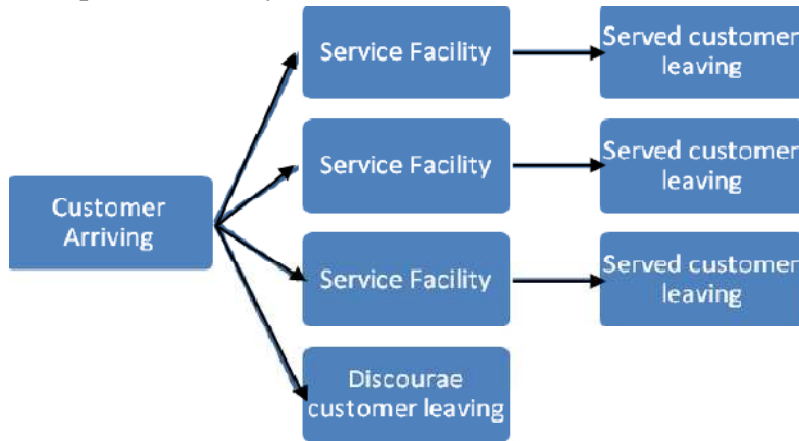 Service Facility
Served customer
leaving
Service Facility
Served customer
leaving
Customer
Arriving
Service Facility
Served customer
leaving
Discourae
customer leaving